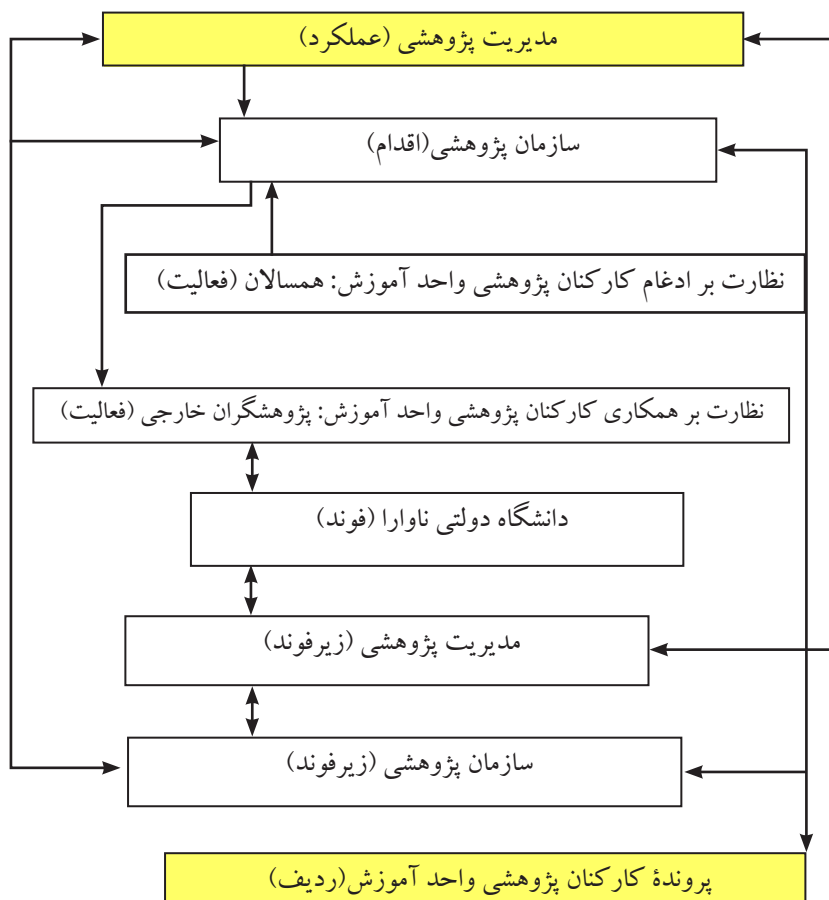 مدیریت پژوهشی (عملکرد)
سازمان پژوهشی(اقدام)
نظارت بر ادغام کارکنان پژوهشی واحد آموزش: همسالان (فعالیت)
نظارت بر همکاری کارکنان پژوهشی واحد آموزش: پژوهشگران خارجی (فعالیت)
دانشگاه دولتی ناوارا (فوند)
مدیریت پژوهشی (زیرفوند)
سازمان پژوهشی (زیرفوند)
پروندۀ کارکنان پژوهشی واحد آموزش(ردیف)